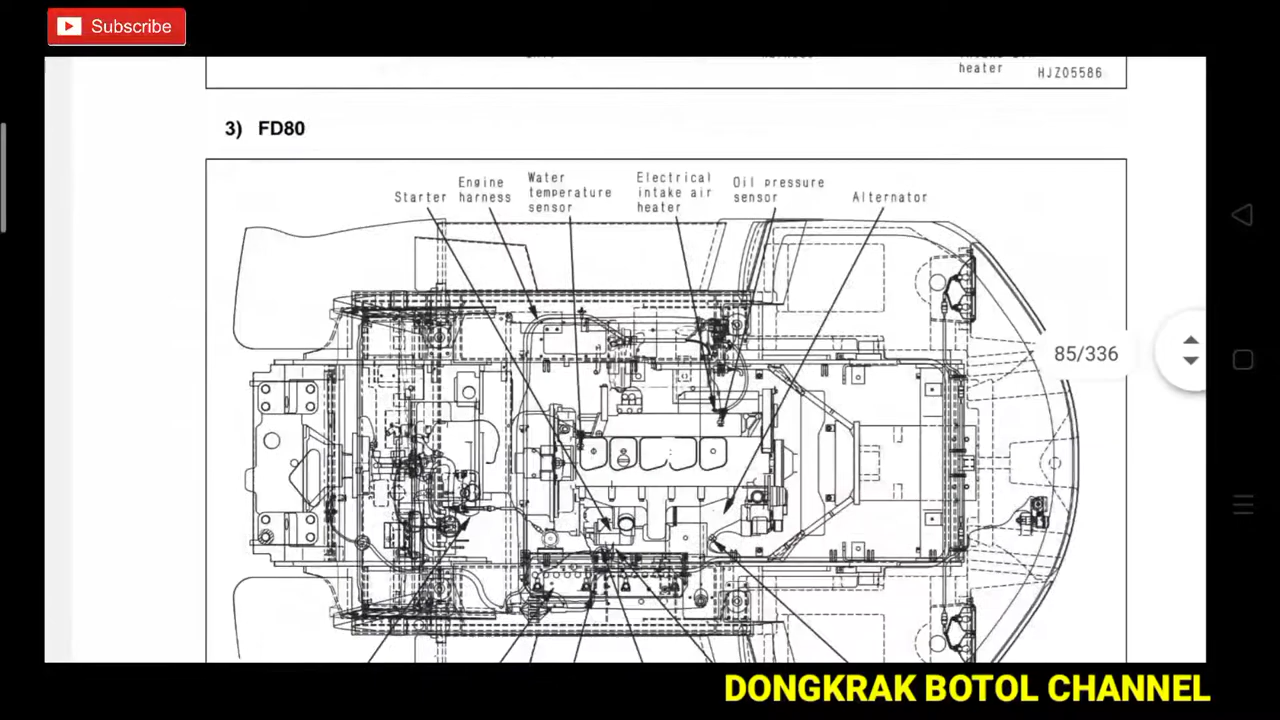 Subscribe
heater
HJZ05586
3) FD80
Starter
Engine
harness
Water
temperature
sensor
Electrical
intake air
heater
Oil pressure
sensor
Alternator
85/336
DONGKRAK BOTOL CHANNEL